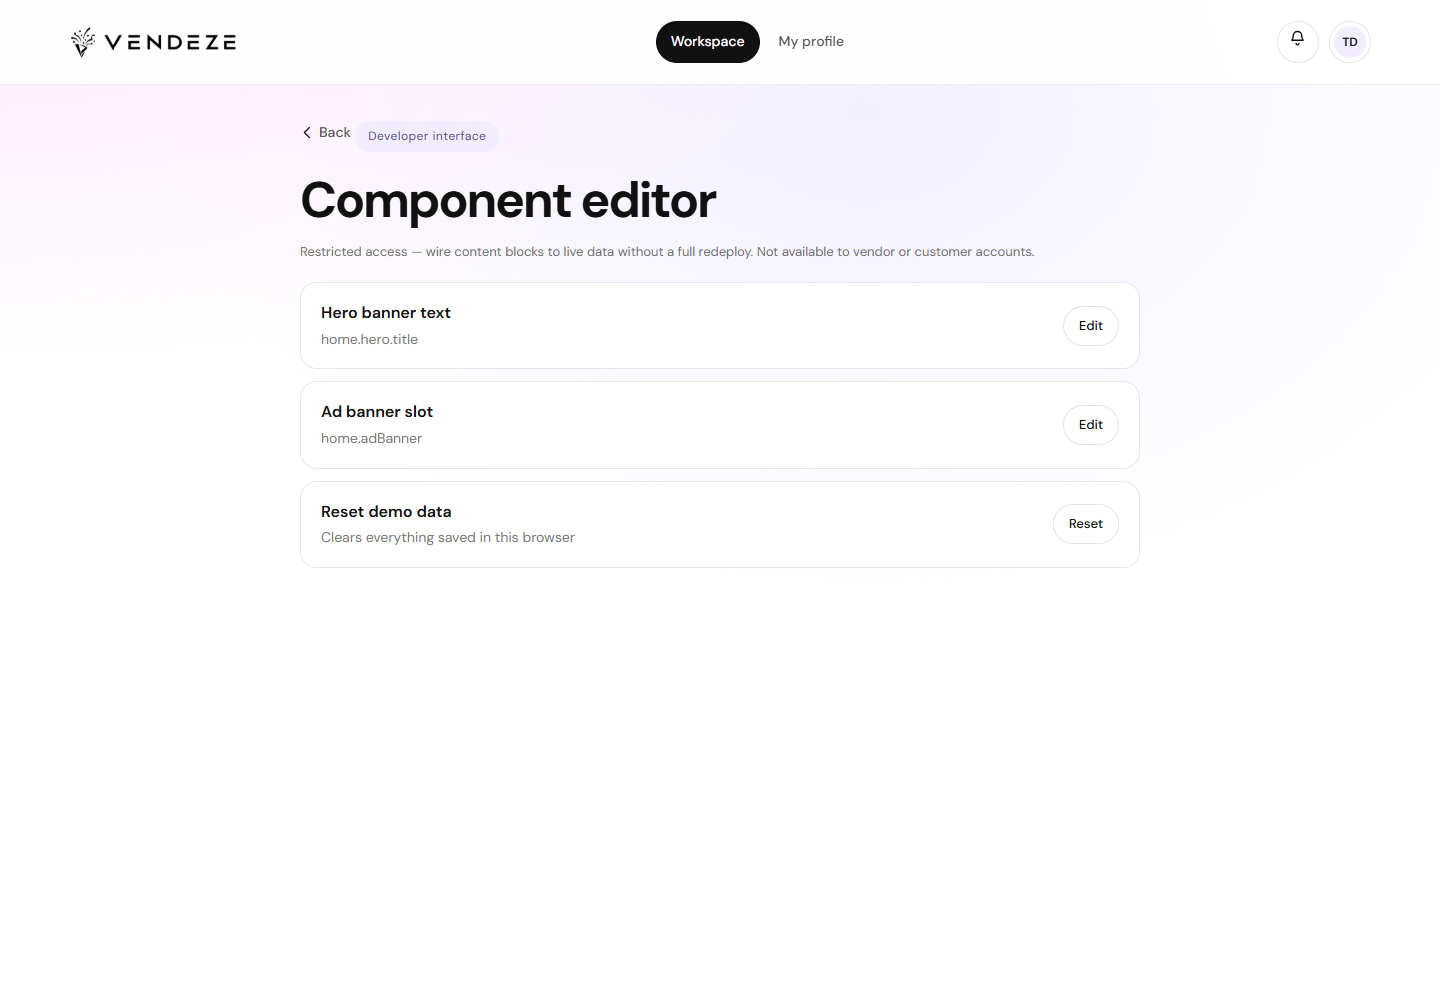 VENDEZE
Workspace
My profile
TD
Back
Developer interface
Component editor
Restricted access — wire content blocks to live data without a full redeploy. Not available to vendor or customer accounts.
Hero banner text
home.hero.title
Edit
Ad banner slot
home.adBanner
Edit
Reset demo data
Clears everything saved in this browser
Reset